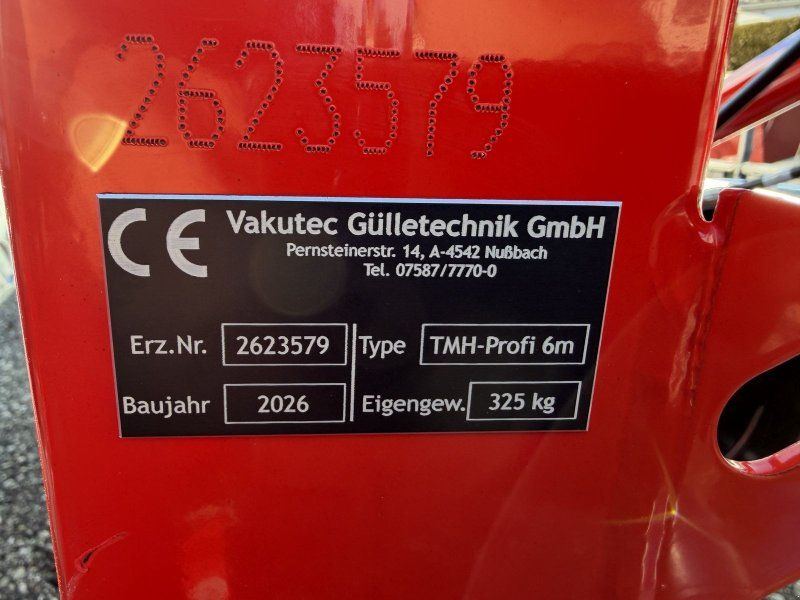 2623579
CE Vakutec Gülletechnik GmbH
Pernsteinerstr. 14, A-4542 Nußbach
Tel. 07587/7770-0
Erz.Nr. 2623579 Type TMH-Profi 6m
Baujahr 2026 Eigengew. 325 kg